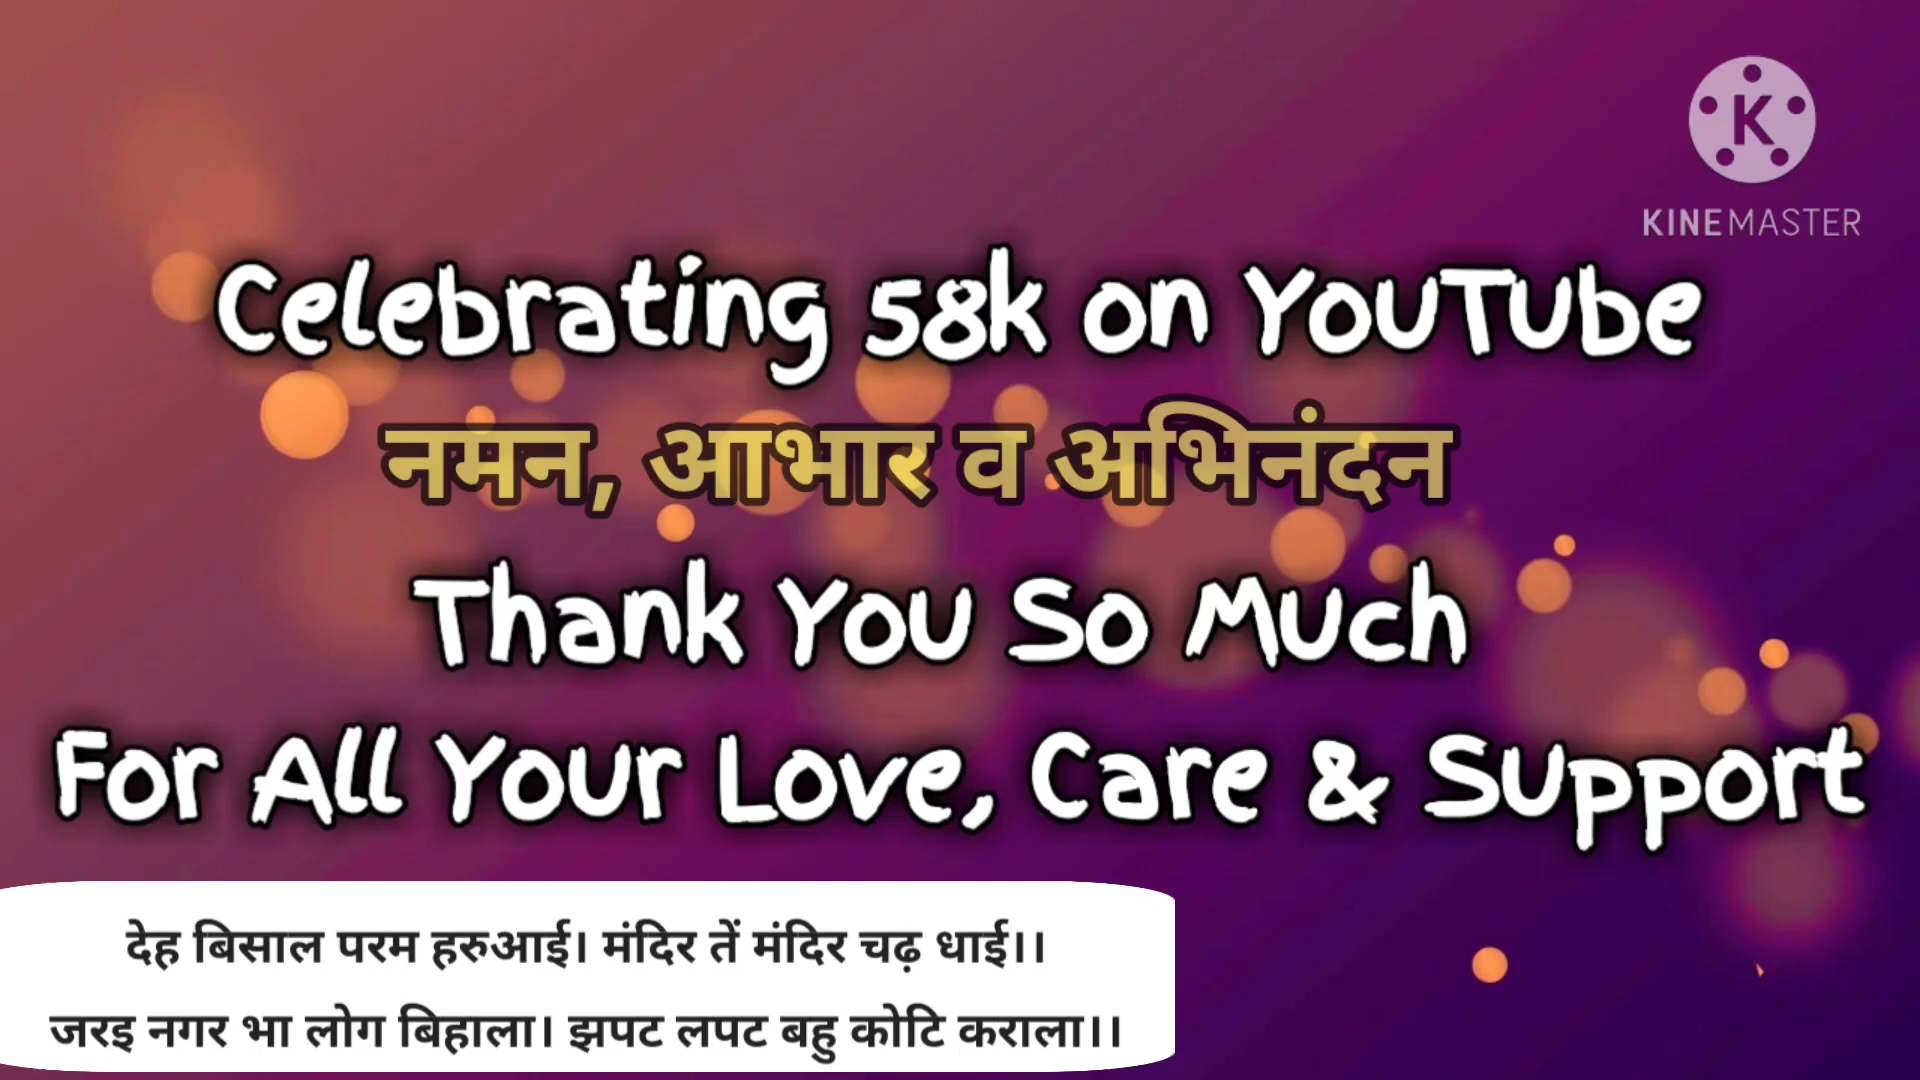 K
KINEMASTER
Celebrating 58k on YouTube
नमन, आभार व अभिनंदन
Thank You So Much
For All Your Love, Care & Support
देह बिसाल परम हरुआई। मंदिर तें मंदिर चढ़ धाई।।
जरइ नगर भा लोग बिहाला। झपट लपट बहु कोटि कराला।।